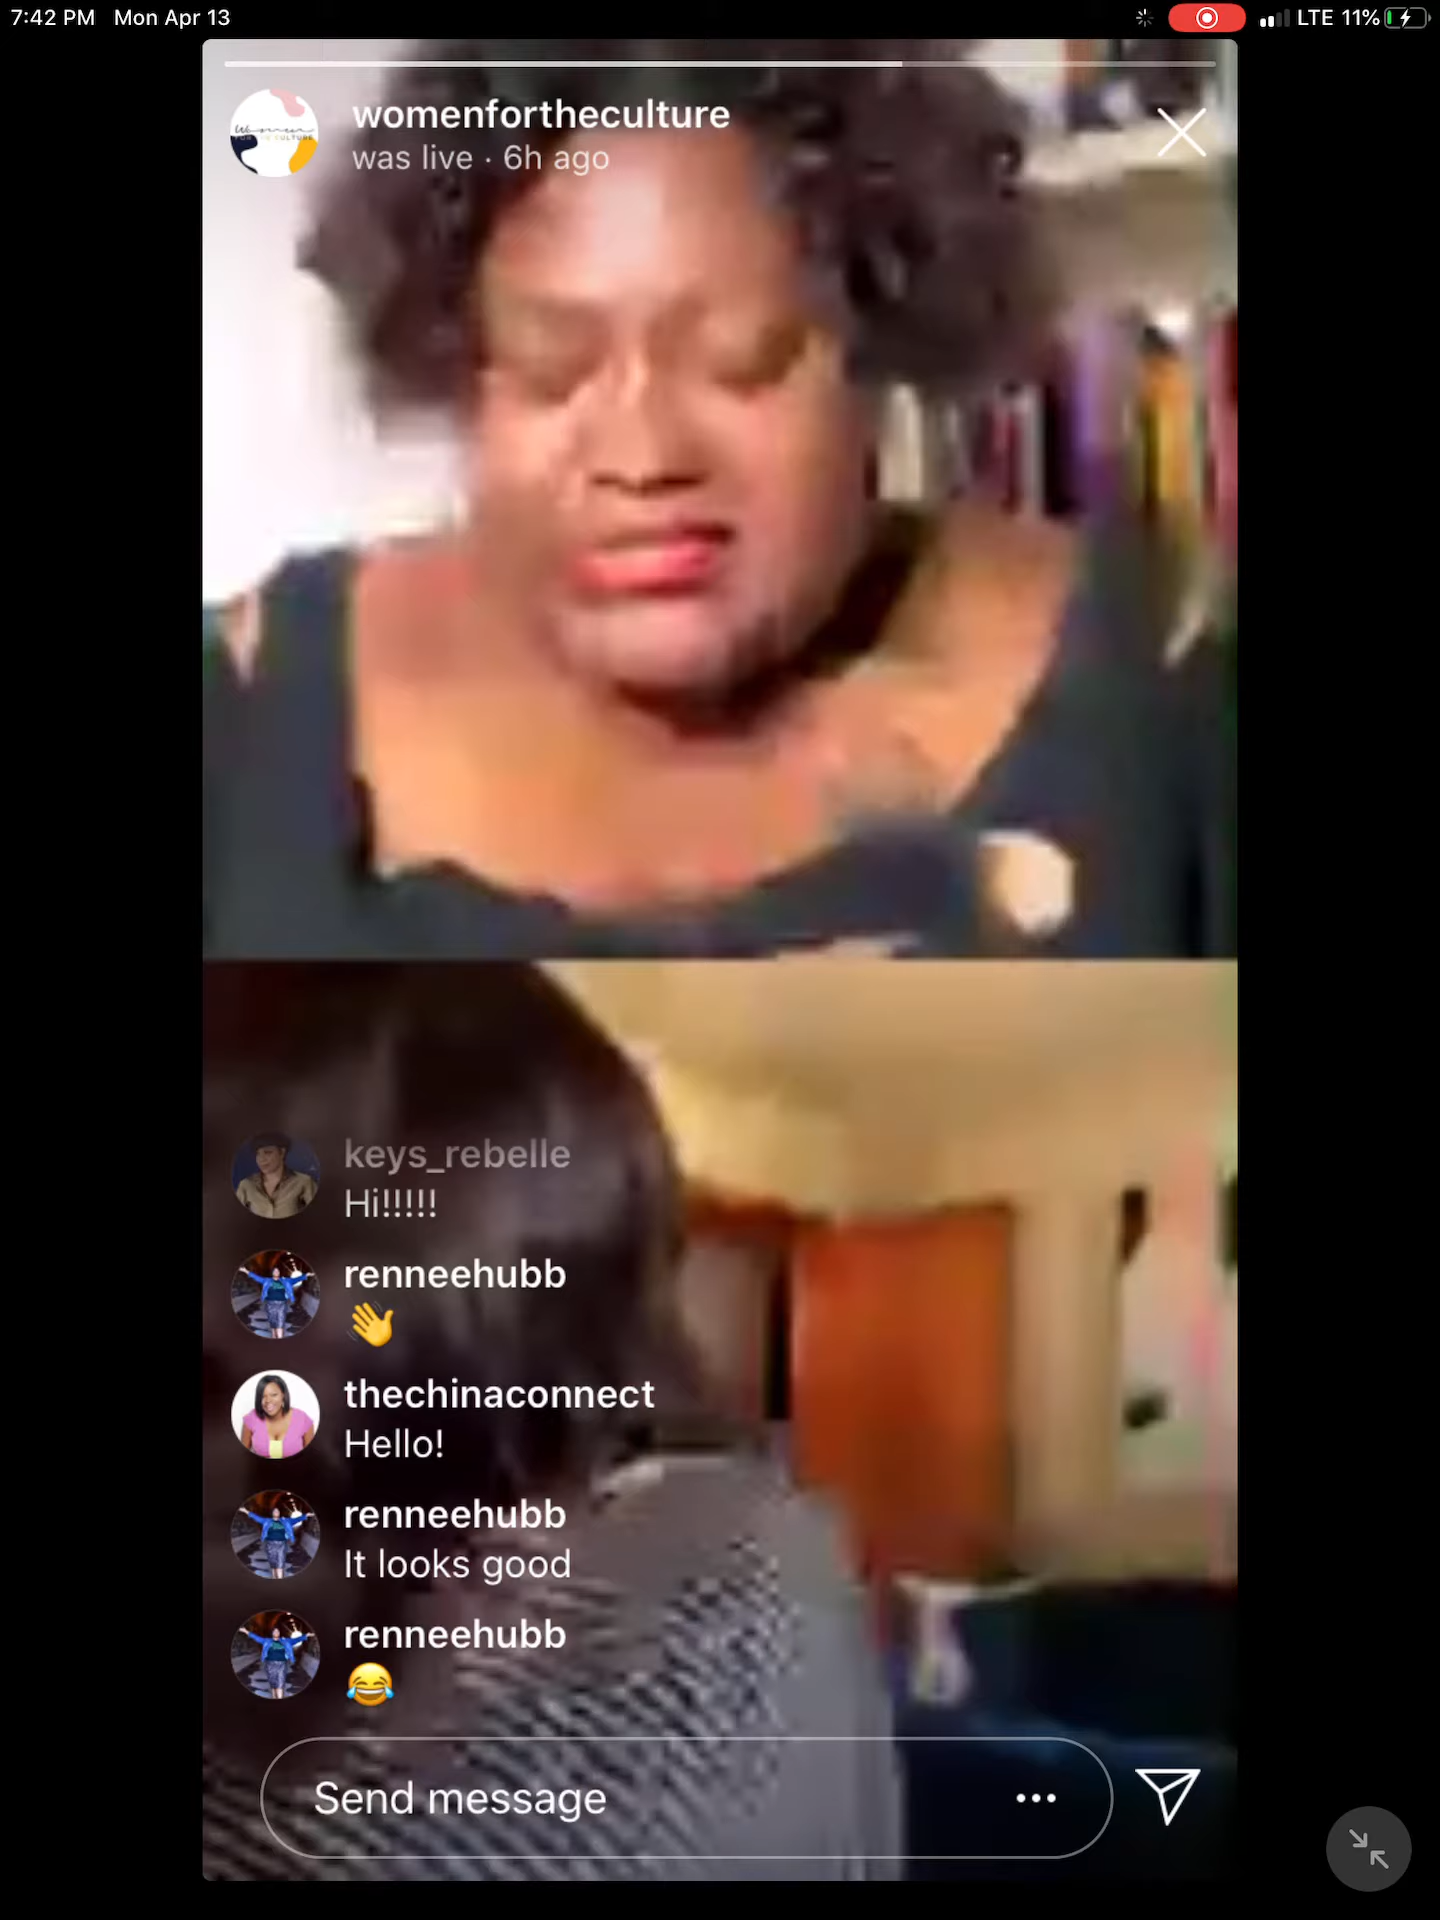 7:42 PM Mon Apr 13
LTE 11%
womenfortheculture
was live · 6h ago
keys_rebelle
Hi!!!!!
renneehubb
👋
thechinaconnect
Hello!
renneehubb
It looks good
renneehubb
😂
Send message